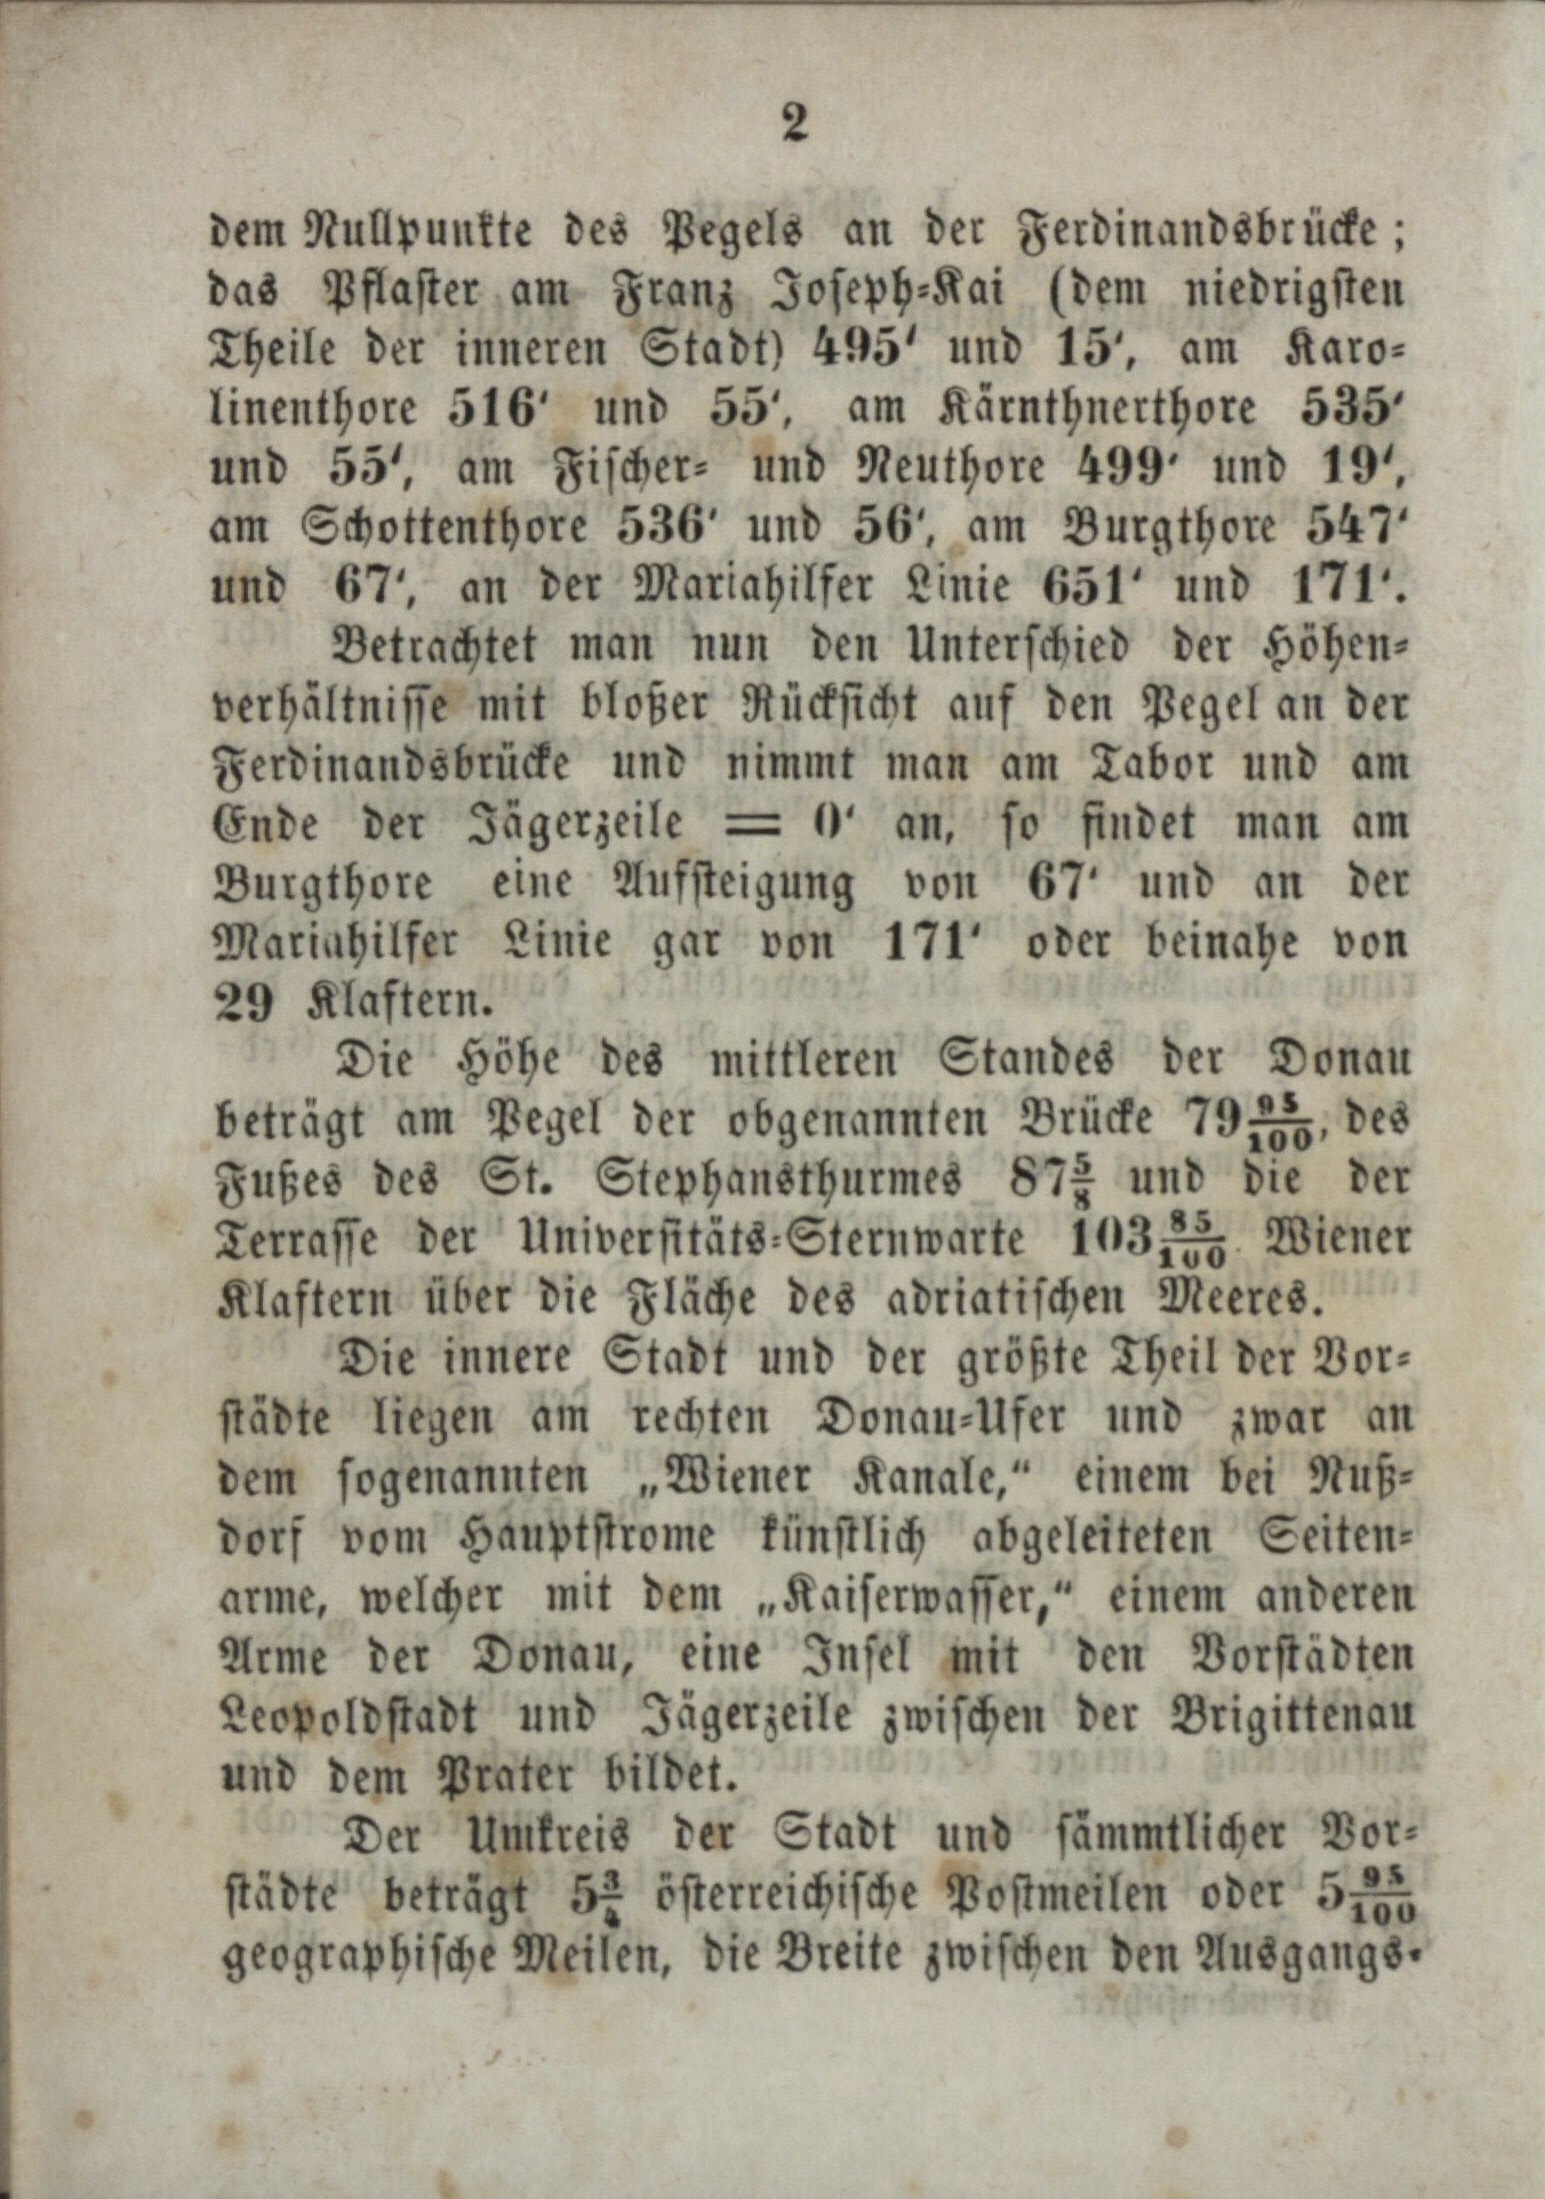 2
dem Nullpunkte des Pegels an der Ferdinandsbrücke;
das Pflaster am Franz Joseph-Kai (dem niedrigsten
Theile der inneren Stadt) 495' und 15', am Karo-
linenthore 516' und 55', am Kärnthnerthore 535'
und 55', am Fischer- und Neuthore 499' und 19',
am Schottenthore 536' und 56', am Burgthore 547'
und 67', an der Mariahilfer Linie 651' und 171'.
Betrachtet man nun den Unterschied der Höhen-
verhältnisse mit bloßer Rücksicht auf den Pegel an der
Ferdinandsbrücke und nimmt man am Tabor und am
Ende der Jägerzeile = 0' an, so findet man am
Burgthore eine Aufsteigung von 67' und an der
Mariahilfer Linie gar von 171' oder beinahe von
29 Klaftern.
Die Höhe des mittleren Standes der Donau
beträgt am Pegel der obgenannten Brücke 79 95/100, des
Fußes des St. Stephansthurmes 87 5/8 und die der
Terrasse der Universitäts-Sternwarte 103 85/100 Wiener
Klaftern über die Fläche des adriatischen Meeres.
Die innere Stadt und der größte Theil der Vor-
städte liegen am rechten Donau-Ufer und zwar an
dem sogenannten „Wiener Kanale,“ einem bei Nuß-
dorf vom Hauptstrome künstlich abgeleiteten Seiten-
arme, welcher mit dem „Kaiserwasser,“ einem anderen
Arme der Donau, eine Insel mit den Vorstädten
Leopoldstadt und Jägerzeile zwischen der Brigittenau
und dem Prater bildet.
Der Umkreis der Stadt und sämmtlicher Vor-
städte beträgt 5 3/4 österreichische Postmeilen oder 5 95/100
geographische Meilen, die Breite zwischen den Ausgangs-